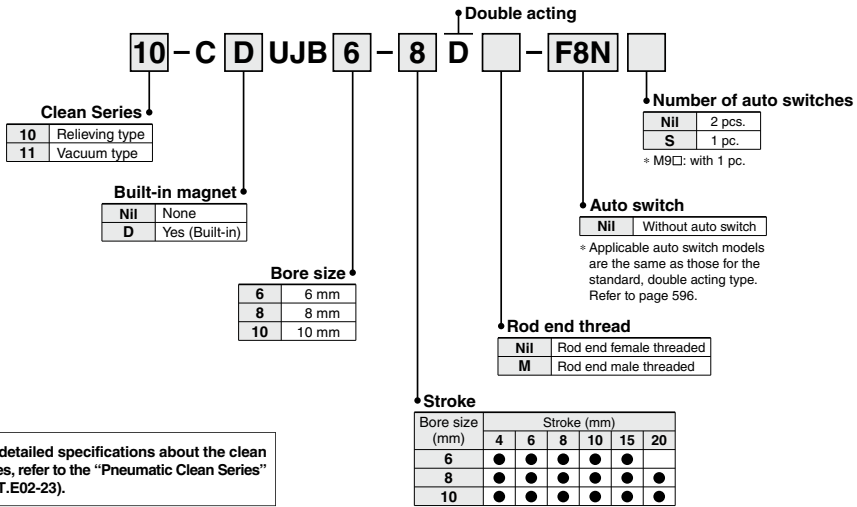 Double acting
10 – C D UJB 6 – 8 D – F8N
Clean Series
10 Relieving type
11 Vacuum type
Built-in magnet
Nil None
D Yes (Built-in)
Bore size
6 6 mm
8 8 mm
10 10 mm
Number of auto switches
Nil 2 pcs.
S 1 pc.
* M9□: with 1 pc.
Auto switch
Nil Without auto switch
* Applicable auto switch models
are the same as those for the
standard, double acting type.
Refer to page 596.
Rod end thread
Nil Rod end female threaded
M Rod end male threaded
Stroke
Bore size
(mm)
Stroke (mm)
4 6 8 10 15 20
6 ● ● ● ● ●
8 ● ● ● ● ● ●
10 ● ● ● ● ● ●
detailed specifications about the clean
es, refer to the “Pneumatic Clean Series”
T.E02-23).